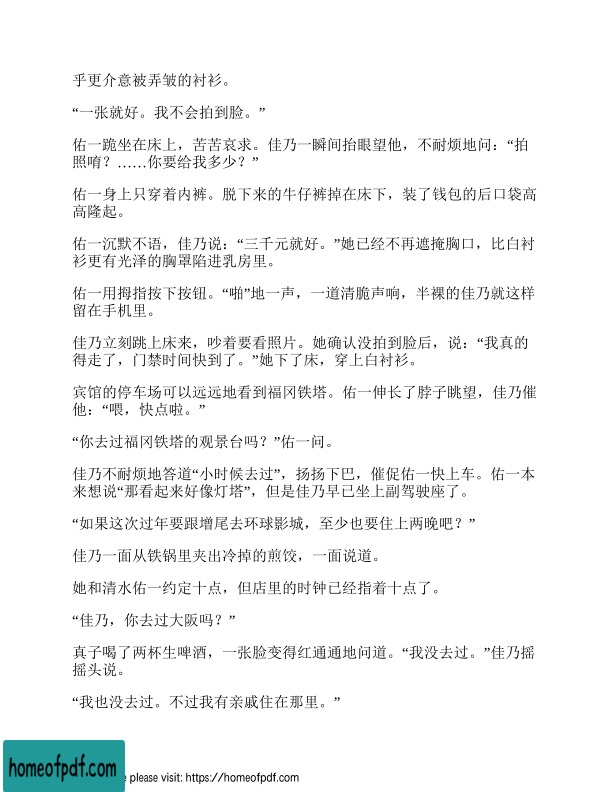 乎更介意被弄皱的衬衫。
“一张就好。我不会拍到脸。”
佑一跪坐在床上，苦苦哀求。佳乃一瞬间抬眼望他，不耐烦地问：“拍
照唷？……你要给我多少？”
佑一身上只穿着内裤。脱下来的牛仔裤掉在床下，装了钱包的后口袋高
高隆起。
佑一沉默不语，佳乃说：“三千元就好。”她已经不再遮掩胸口，比白衬
衫更有光泽的胸罩陷进乳房里。
佑一用拇指按下按钮。“啪”地一声，一道清脆声响，半裸的佳乃就这样
留在手机里。
佳乃立刻跳上床来，吵着要看照片。她确认没拍到脸后，说：“我真的
得走了，门禁时间快到了。”她下了床，穿上白衬衫。
宾馆的停车场可以远远地看到福冈铁塔。佑一伸长了脖子眺望，佳乃催
他：“喂，快点啦。”
“你去过福冈铁塔的观景台吗？”佑一问。
佳乃不耐烦地答道“小时候去过”，扬扬下巴，催促佑一快上车。佑一本
来想说“那看起来好像灯塔”，但是佳乃早已坐上副驾驶座了。
“如果这次过年要跟增尾去环球影城，至少也要住上两晚吧？”
佳乃一面从铁锅里夹出冷掉的煎饺，一面说道。
她和清水佑一约定十点，但店里的时钟已经指着十点了。
“佳乃，你去过大阪吗？”
真子喝了两杯生啤酒，一张脸变得红通通地问道。“我没去过。”佳乃摇
摇头说。
“我也没去过。不过我有亲戚住在那里。”
homeofpdf.com
e please visit: https://homeofpdf.com